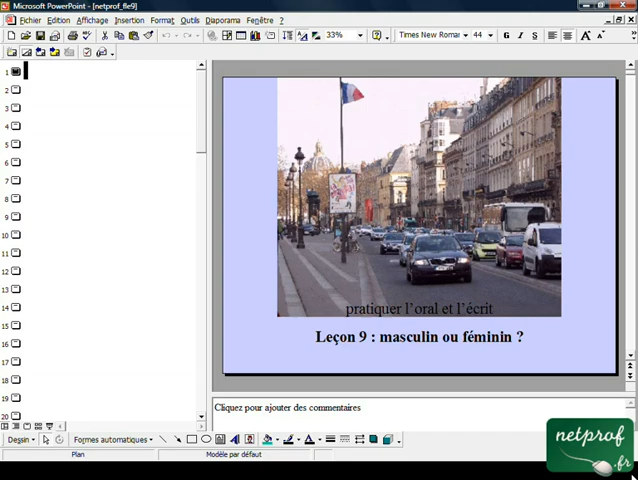 Microsoft PowerPoint - [netprof_fle9]
Fichier Edition Affichage Insertion Format Outils Diaporama Fenêtre ?
33% Times New Roma 44 G I S
1
2
3
4
5
6
7
8
9
10
11
12
13
14
15
16
17
18
19
20
pratiquer l'oral et l'écrit
Leçon 9 : masculin ou féminin ?
Cliquez pour ajouter des commentaires
Dessin Formes automatiques
Plan Modèle par défaut
netprof
.fr